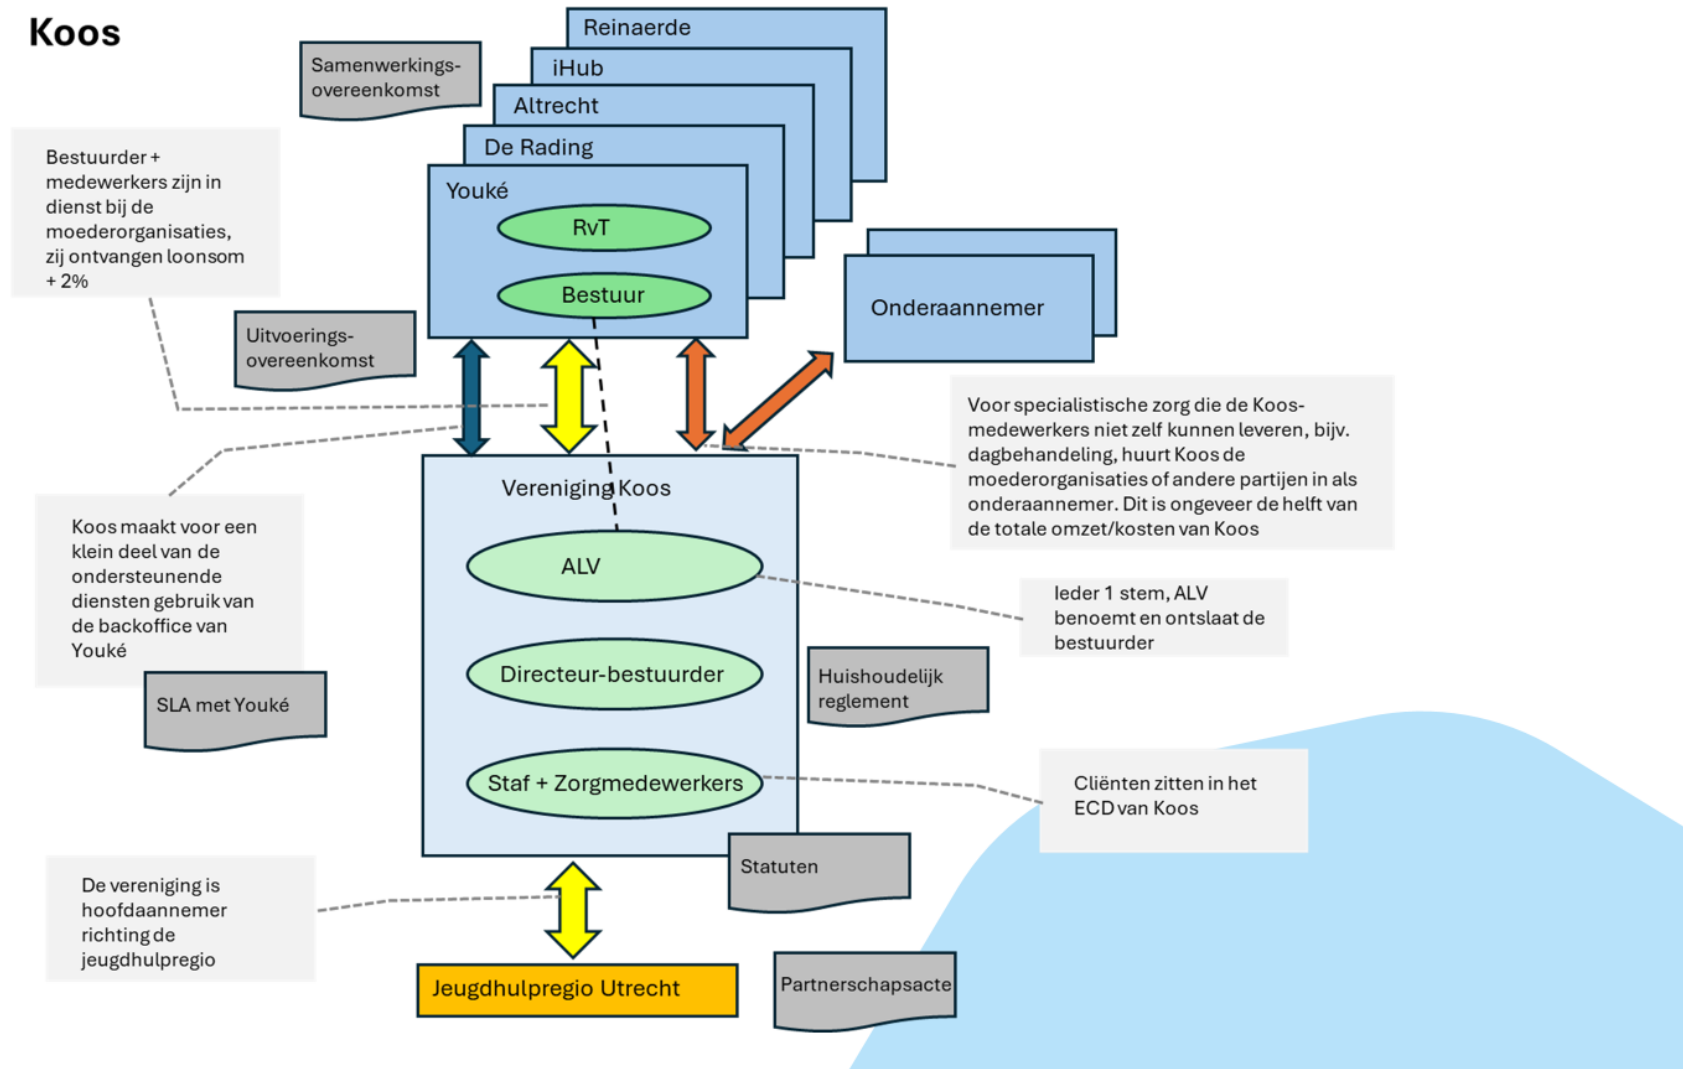 Koos
Reinaerde
iHub
Altrecht
De Rading
Youké
RvT
Bestuur
Samenwerkings-
overeenkomst
Bestuurder +
medewerkers zijn in
dienst bij de
moederorganisaties,
zij ontvangen loonsom
+ 2%
Uitvoerings-
overeenkomst
Onderaannemer
Voor specialistische zorg die de Koos-
medewerkers niet zelf kunnen leveren, bijv.
dagbehandeling, huurt Koos de
moederorganisaties of andere partijen in als
onderaannemer. Dit is ongeveer de helft van
de totale omzet/kosten van Koos
Koos maakt voor een
klein deel van de
ondersteunende
diensten gebruik van
de backoffice van
Youké
SLA met Youké
Vereniging Koos
ALV
Directeur-bestuurder
Staf + Zorgmedewerkers
Ieder 1 stem, ALV
benoemt en ontslaat de
bestuurder
Huishoudelijk
reglement
Cliënten zitten in het
ECD van Koos
Statuten
De vereniging is
hoofdaannemer
richting de
jeugdhulpregio
Jeugdhulpregio Utrecht
Partnerschapsacte